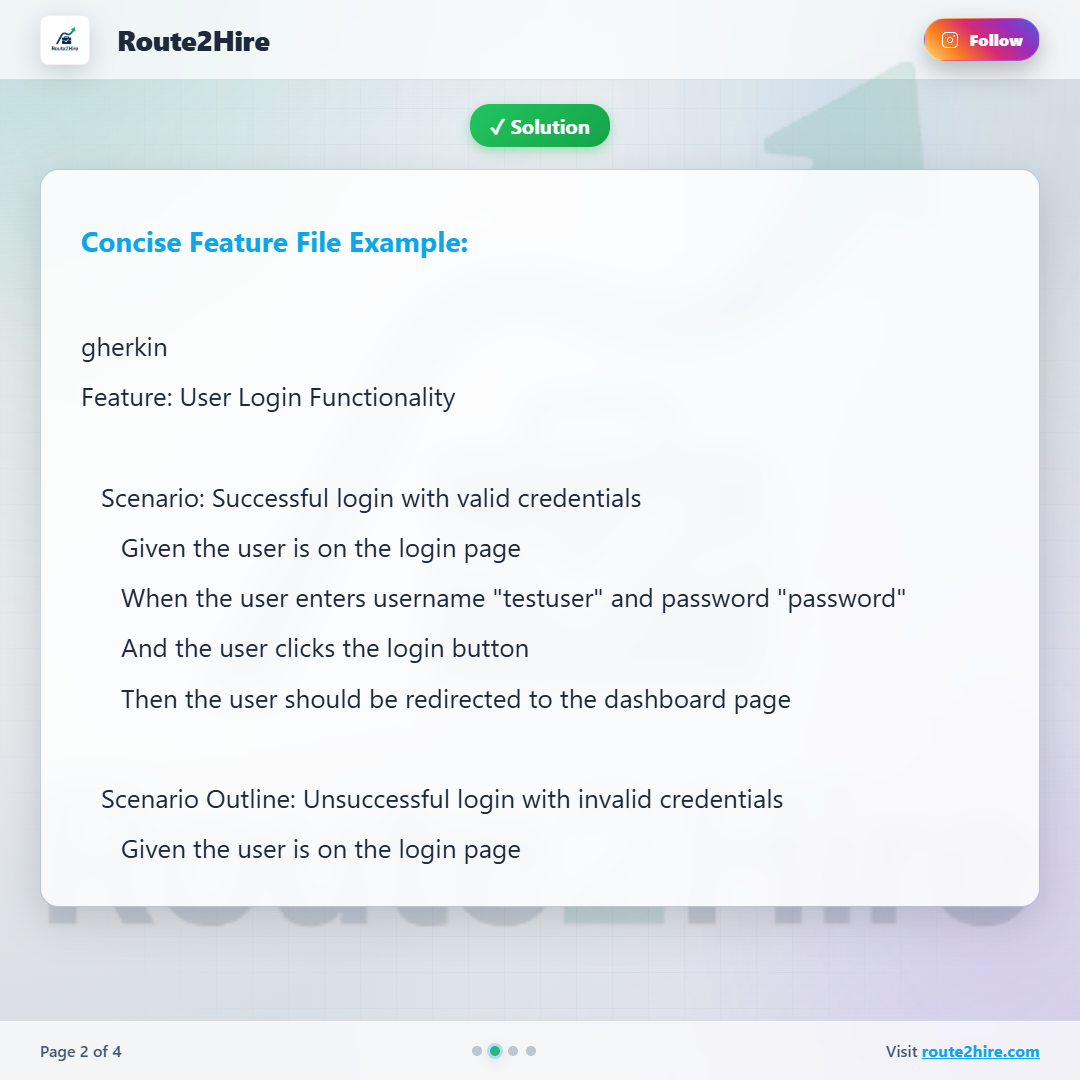 Route2Hire
Route2Hire
Follow
✓ Solution
Concise Feature File Example:
gherkin
Feature: User Login Functionality
Scenario: Successful login with valid credentials
Given the user is on the login page
When the user enters username "testuser" and password "password"
And the user clicks the login button
Then the user should be redirected to the dashboard page
Scenario Outline: Unsuccessful login with invalid credentials
Given the user is on the login page
Route2Hire
Page 2 of 4
Visit route2hire.com